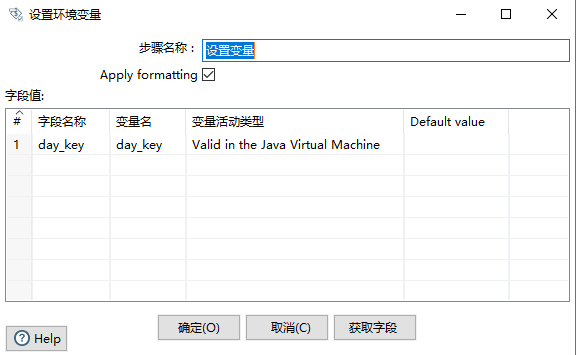 设置环境变量
步骤名称：设置变量
Apply formatting
字段值:
# 字段名称 变量名 变量活动类型 Default value
1 day_key day_key Valid in the Java Virtual Machine
确定(O) 取消(C) 获取字段
Help